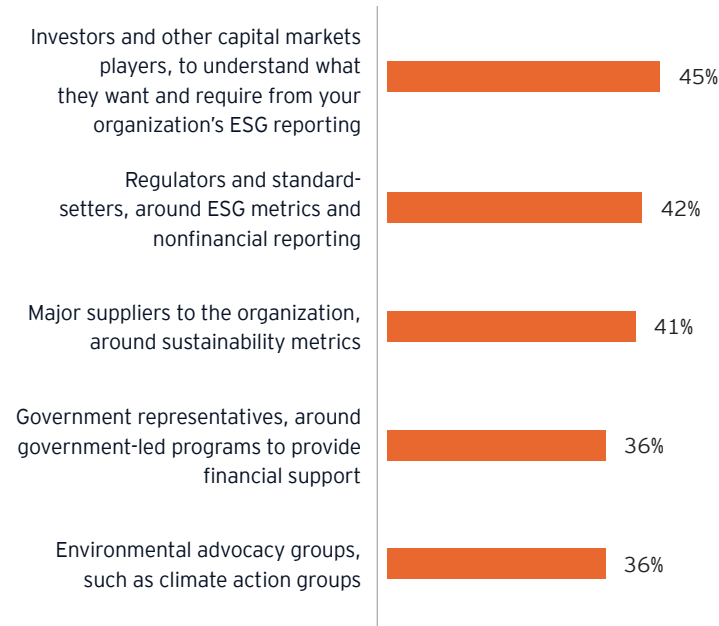 Investors and other capital markets
players, to understand what
they want and require from your
organization’s ESG reporting
45%
Regulators and standard-
setters, around ESG metrics and
nonfinancial reporting
42%
Major suppliers to the organization,
around sustainability metrics
41%
Government representatives, around
government-led programs to provide
financial support
36%
Environmental advocacy groups,
such as climate action groups
36%